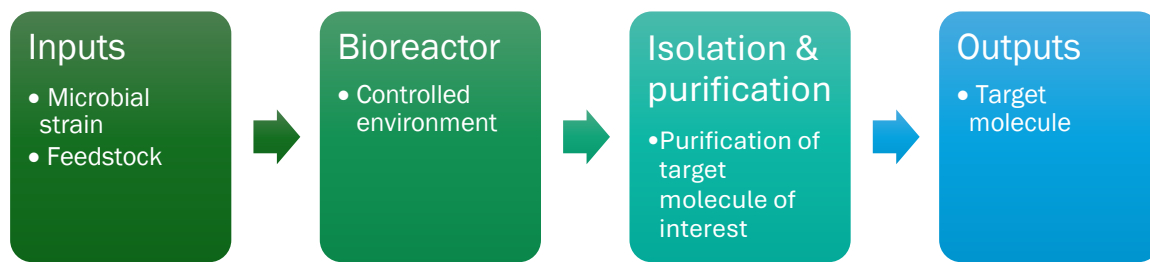 Inputs
• Microbial
strain
• Feedstock
Bioreactor
• Controlled
environment
Isolation &
purification
•Purification of
target
molecule of
interest
Outputs
• Target
molecule